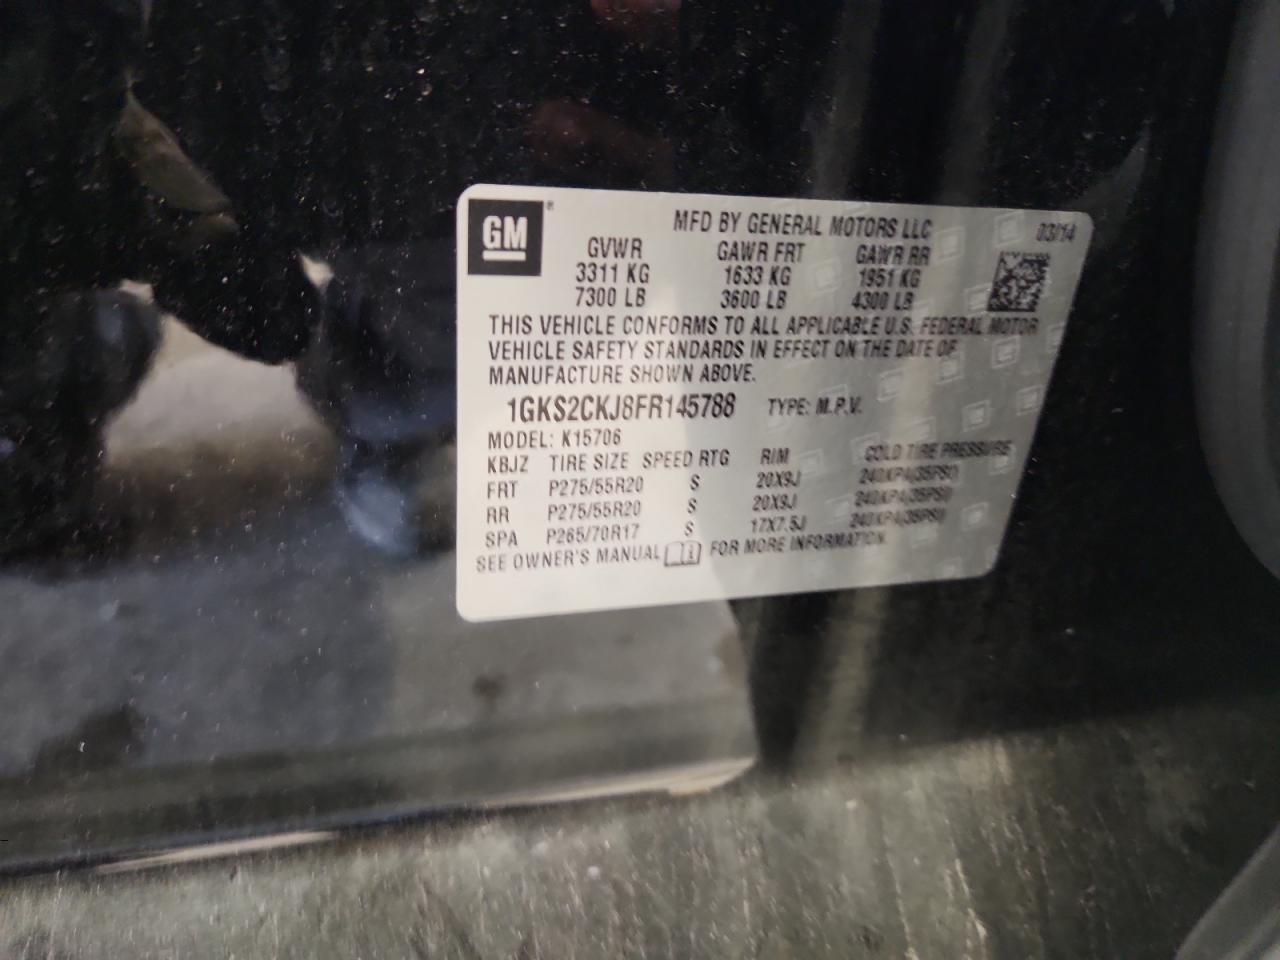 GM ®
MFD BY GENERAL MOTORS LLC 03/14
GVWR GAWR FRT GAWR RR
3311 KG 1633 KG 1951 KG
7300 LB 3600 LB 4300 LB
THIS VEHICLE CONFORMS TO ALL APPLICABLE U.S. FEDERAL MOTOR
VEHICLE SAFETY STANDARDS IN EFFECT ON THE DATE OF
MANUFACTURE SHOWN ABOVE.
1GKS2CKJ8FR145788 TYPE: M.P.V.
MODEL: K15706
KBJZ TIRE SIZE SPEED RTG RIM COLD TIRE PRESSURE
FRT P275/55R20 S 20X9J 240KPA(35PSI)
RR P275/55R20 S 20X9J 240KPA(35PSI)
SPA P265/70R17 S 17X7.5J 240KPA(35PSI)
SEE OWNER'S MANUAL FOR MORE INFORMATION.